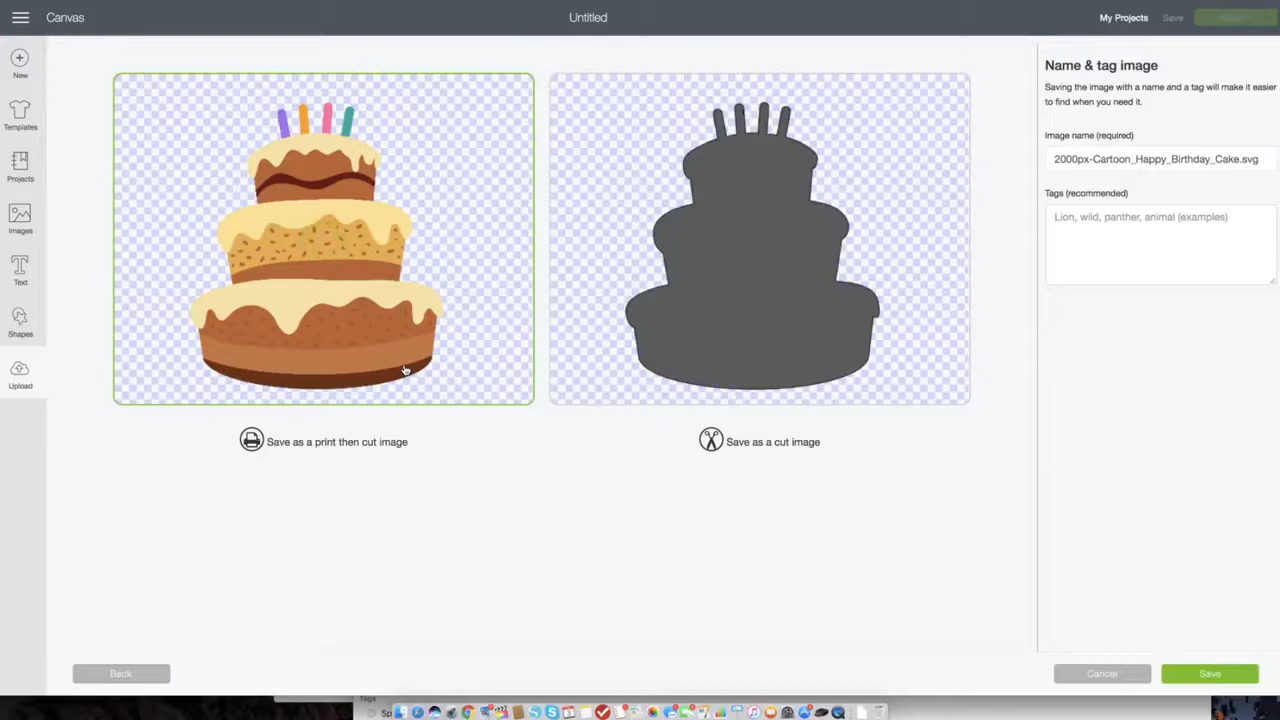 Canvas
Untitled
My Projects
Save
New
Templates
Projects
Images
Text
Shapes
Upload
Save as a print then cut image
Save as a cut image
Name & tag image
Saving the image with a name and a tag will make it easier
to find when you need it.
Image name (required)
2000px-Cartoon_Happy_Birthday_Cake.svg
Tags (recommended)
Lion, wild, panther, animal (examples)
Back
Cancel
Save
Tags
Sp